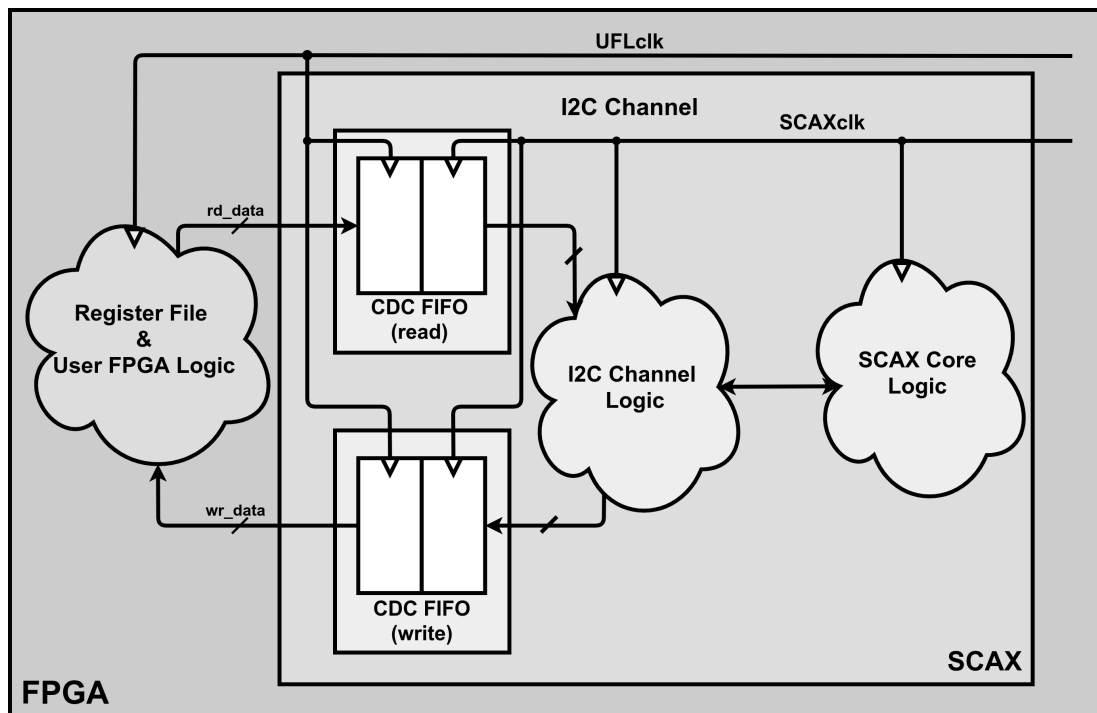 UFLclk
I2C Channel
SCAXclk
rd_data
Register File
&
User FPGA Logic
CDC FIFO
(read)
I2C Channel
Logic
SCAX Core
Logic
wr_data
CDC FIFO
(write)
SCAX
FPGA